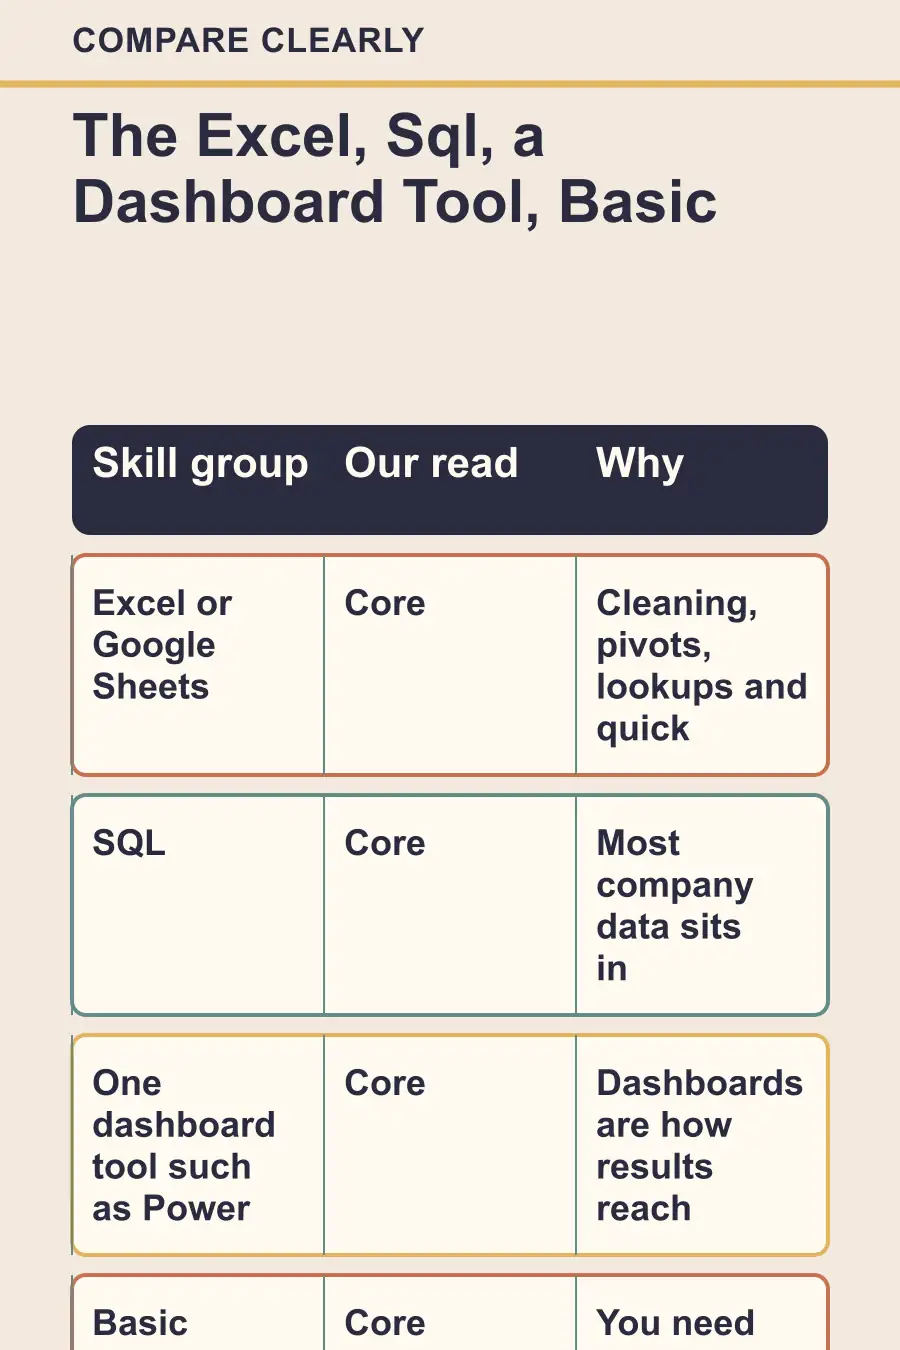 COMPARE CLEARLY
The Excel, Sql, a
Dashboard Tool, Basic
Skill group Our read Why
Excel or
Google
Sheets
Core
Cleaning,
pivots,
lookups and
quick
SQL
Core
Most
company
data sits
in
One
dashboard
tool such
as Power
Core
Dashboards
are how
results
reach
Basic
Core
You need